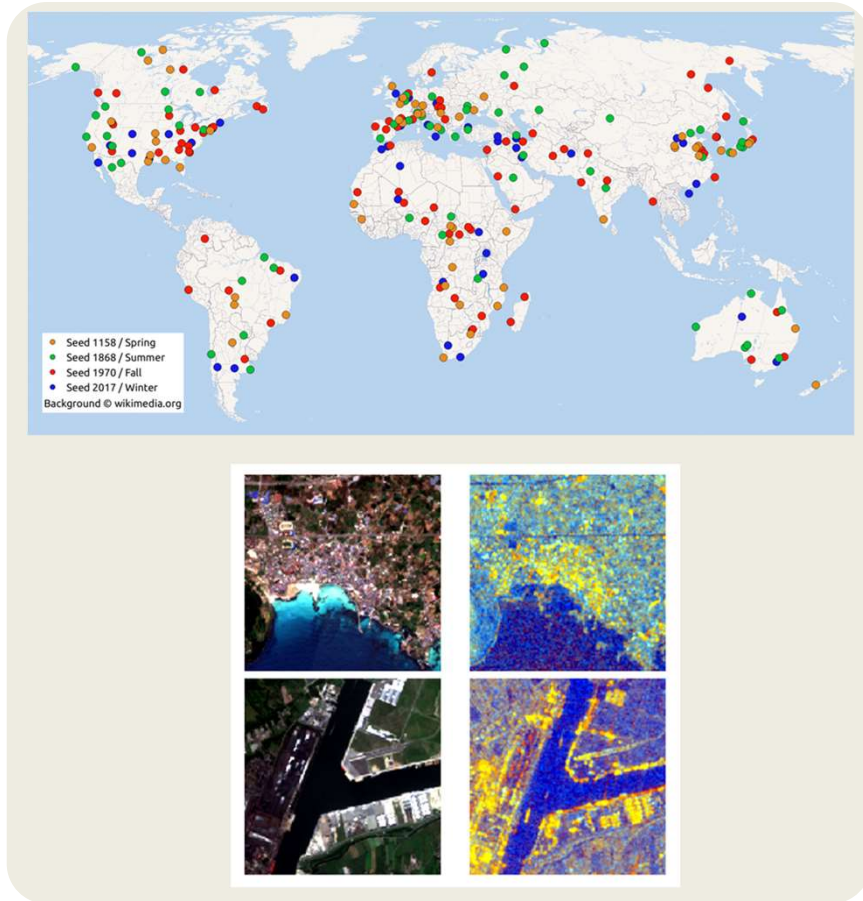 Seed 1158 / Spring
Seed 1868 / Summer
Seed 1970 / Fall
Seed 2017 / Winter
Background © wikimedia.org